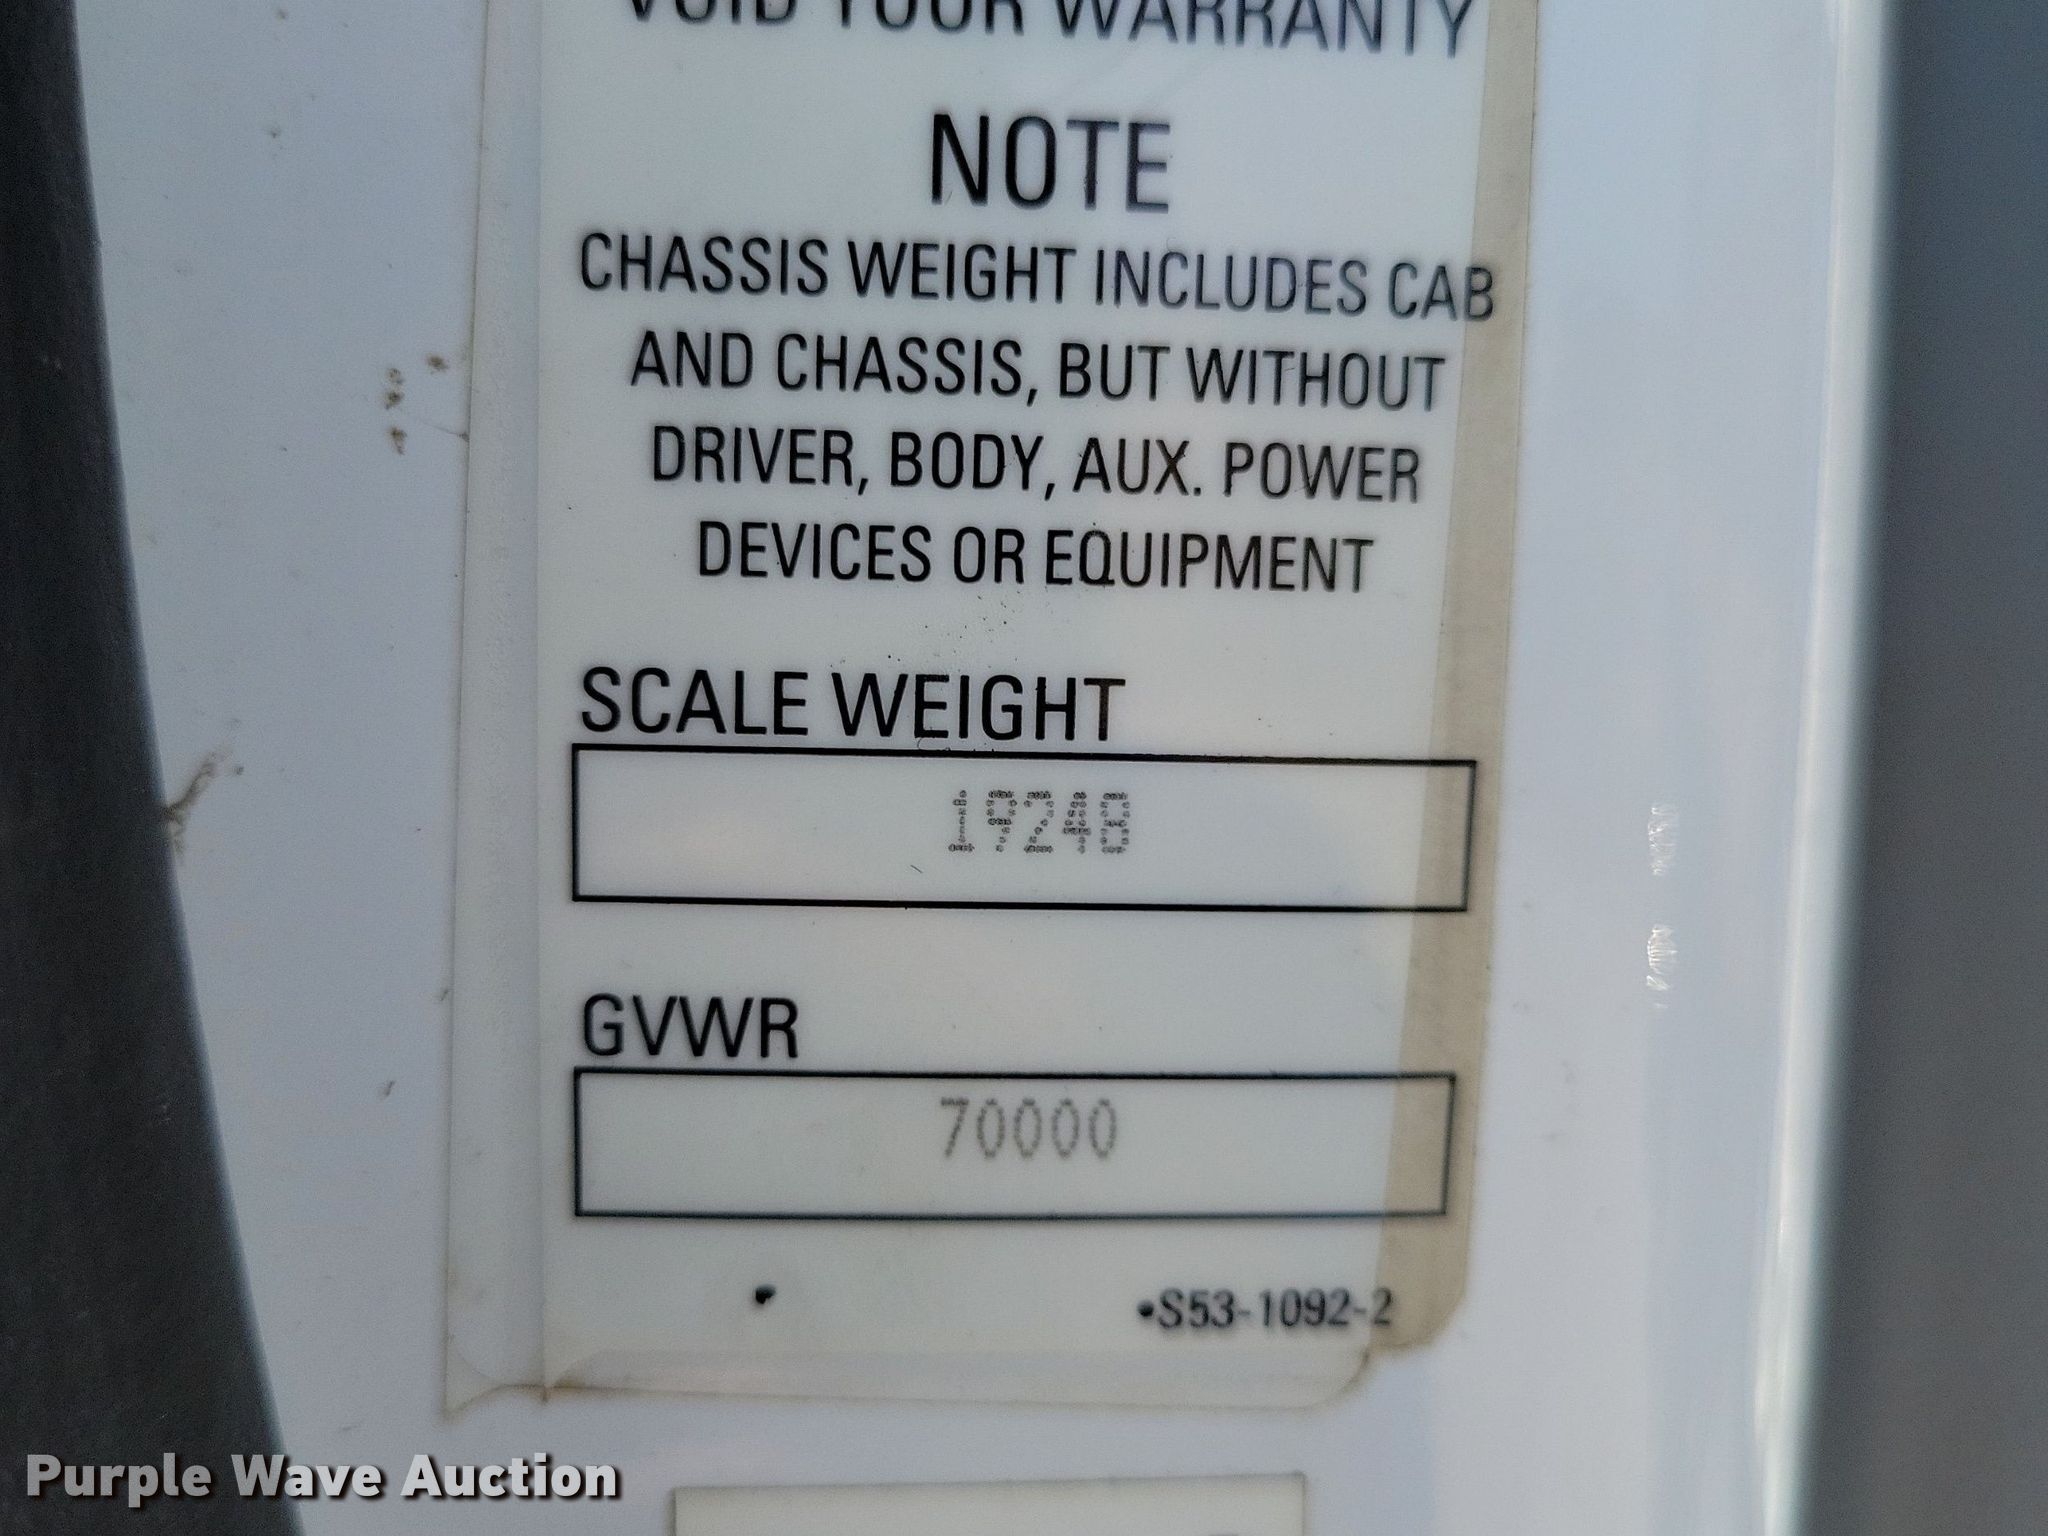 VOID YOUR WARRANTY
NOTE
CHASSIS WEIGHT INCLUDES CAB
AND CHASSIS, BUT WITHOUT
DRIVER, BODY, AUX. POWER
DEVICES OR EQUIPMENT
SCALE WEIGHT
19248
GVWR
70000
•S53-1092-2
Purple Wave Auction